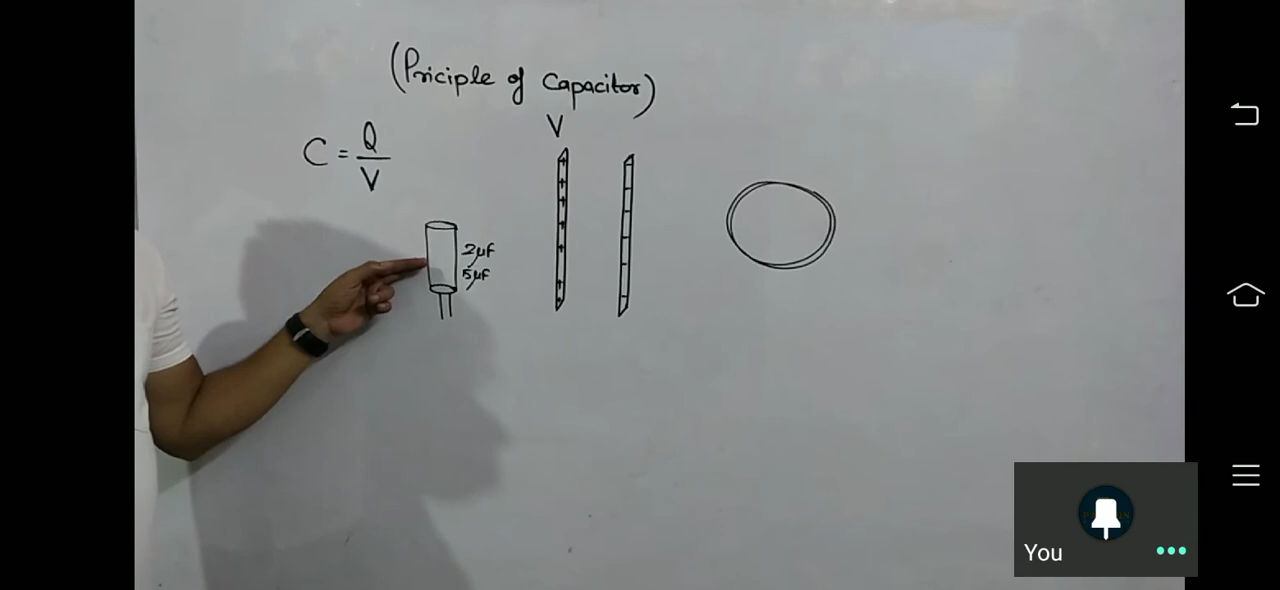 (Priciple of Capacitor)
V
C = Q/V
2μF
5μF
You